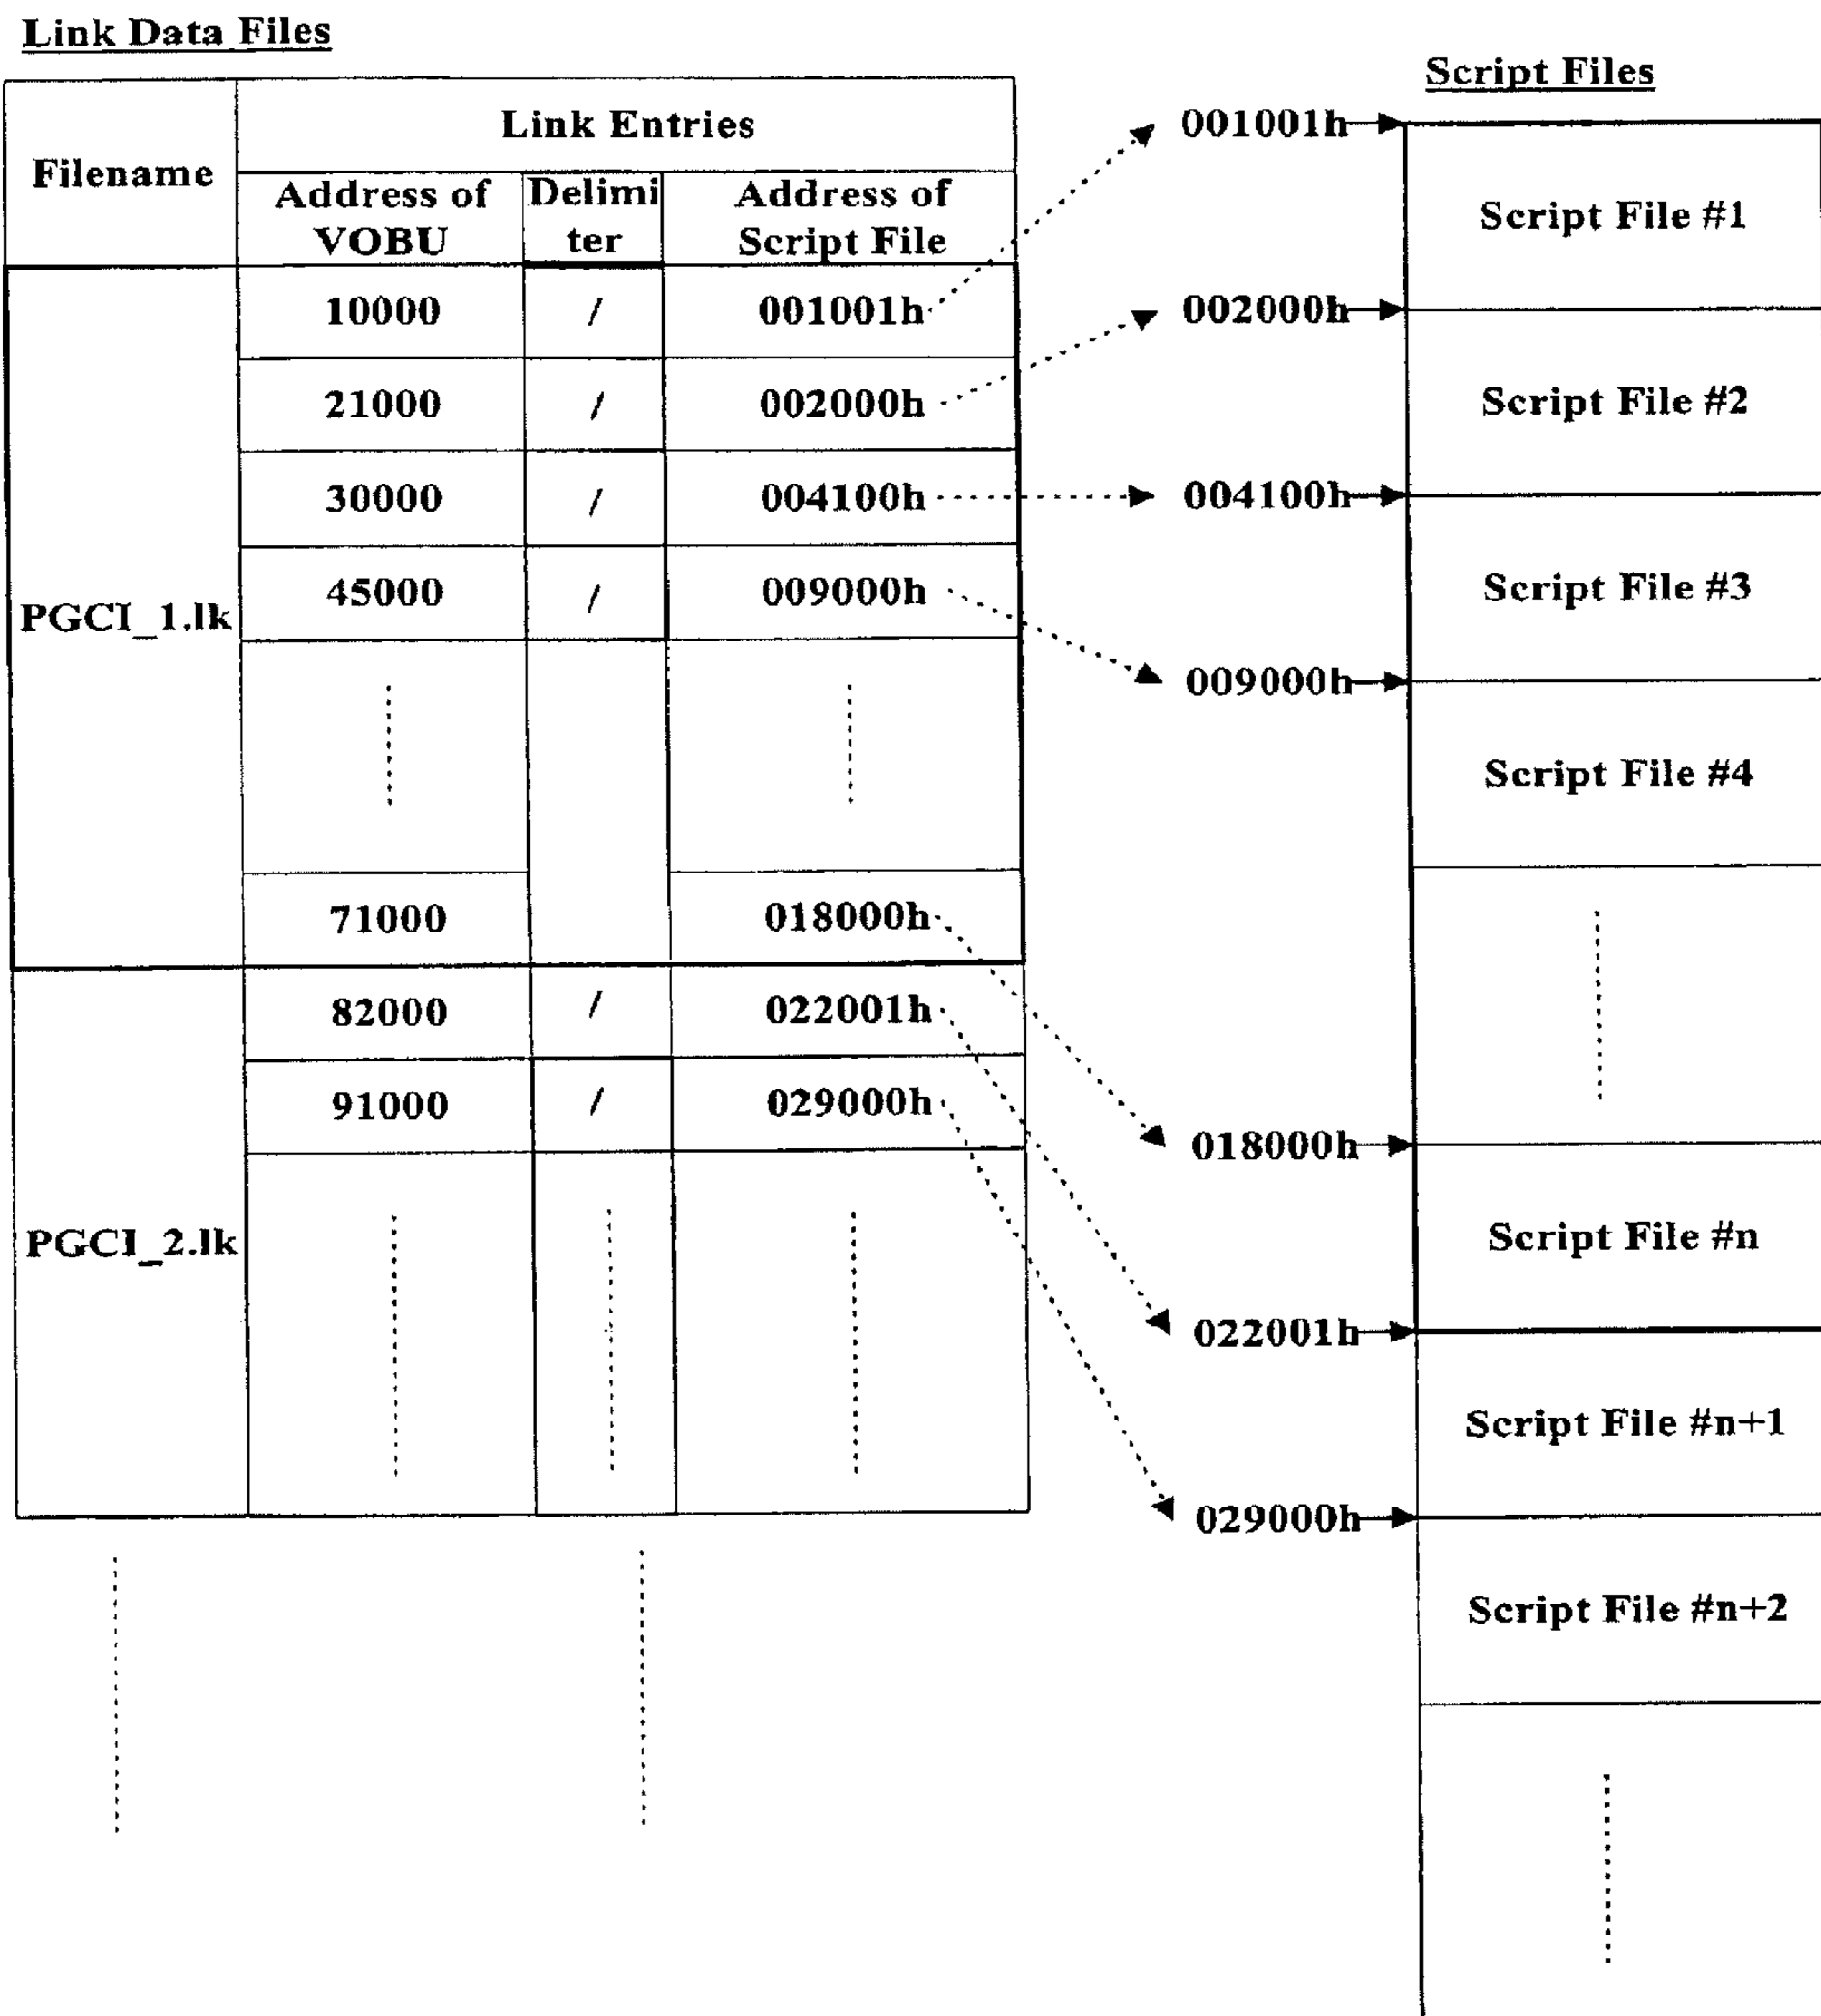 Link Data Files
Script Files
Filename
Link Entries
Address of
VOBU
Delimi
ter
Address of
Script File
PGCI_1.lk
10000 / 001001h
21000 / 002000h
30000 / 004100h
45000 / 009000h
71000 018000h
PGCI_2.lk
82000 / 022001h
91000 / 029000h
001001h
Script File #1
002000h
Script File #2
004100h
Script File #3
009000h
Script File #4
018000h
Script File #n
022001h
Script File #n+1
029000h
Script File #n+2